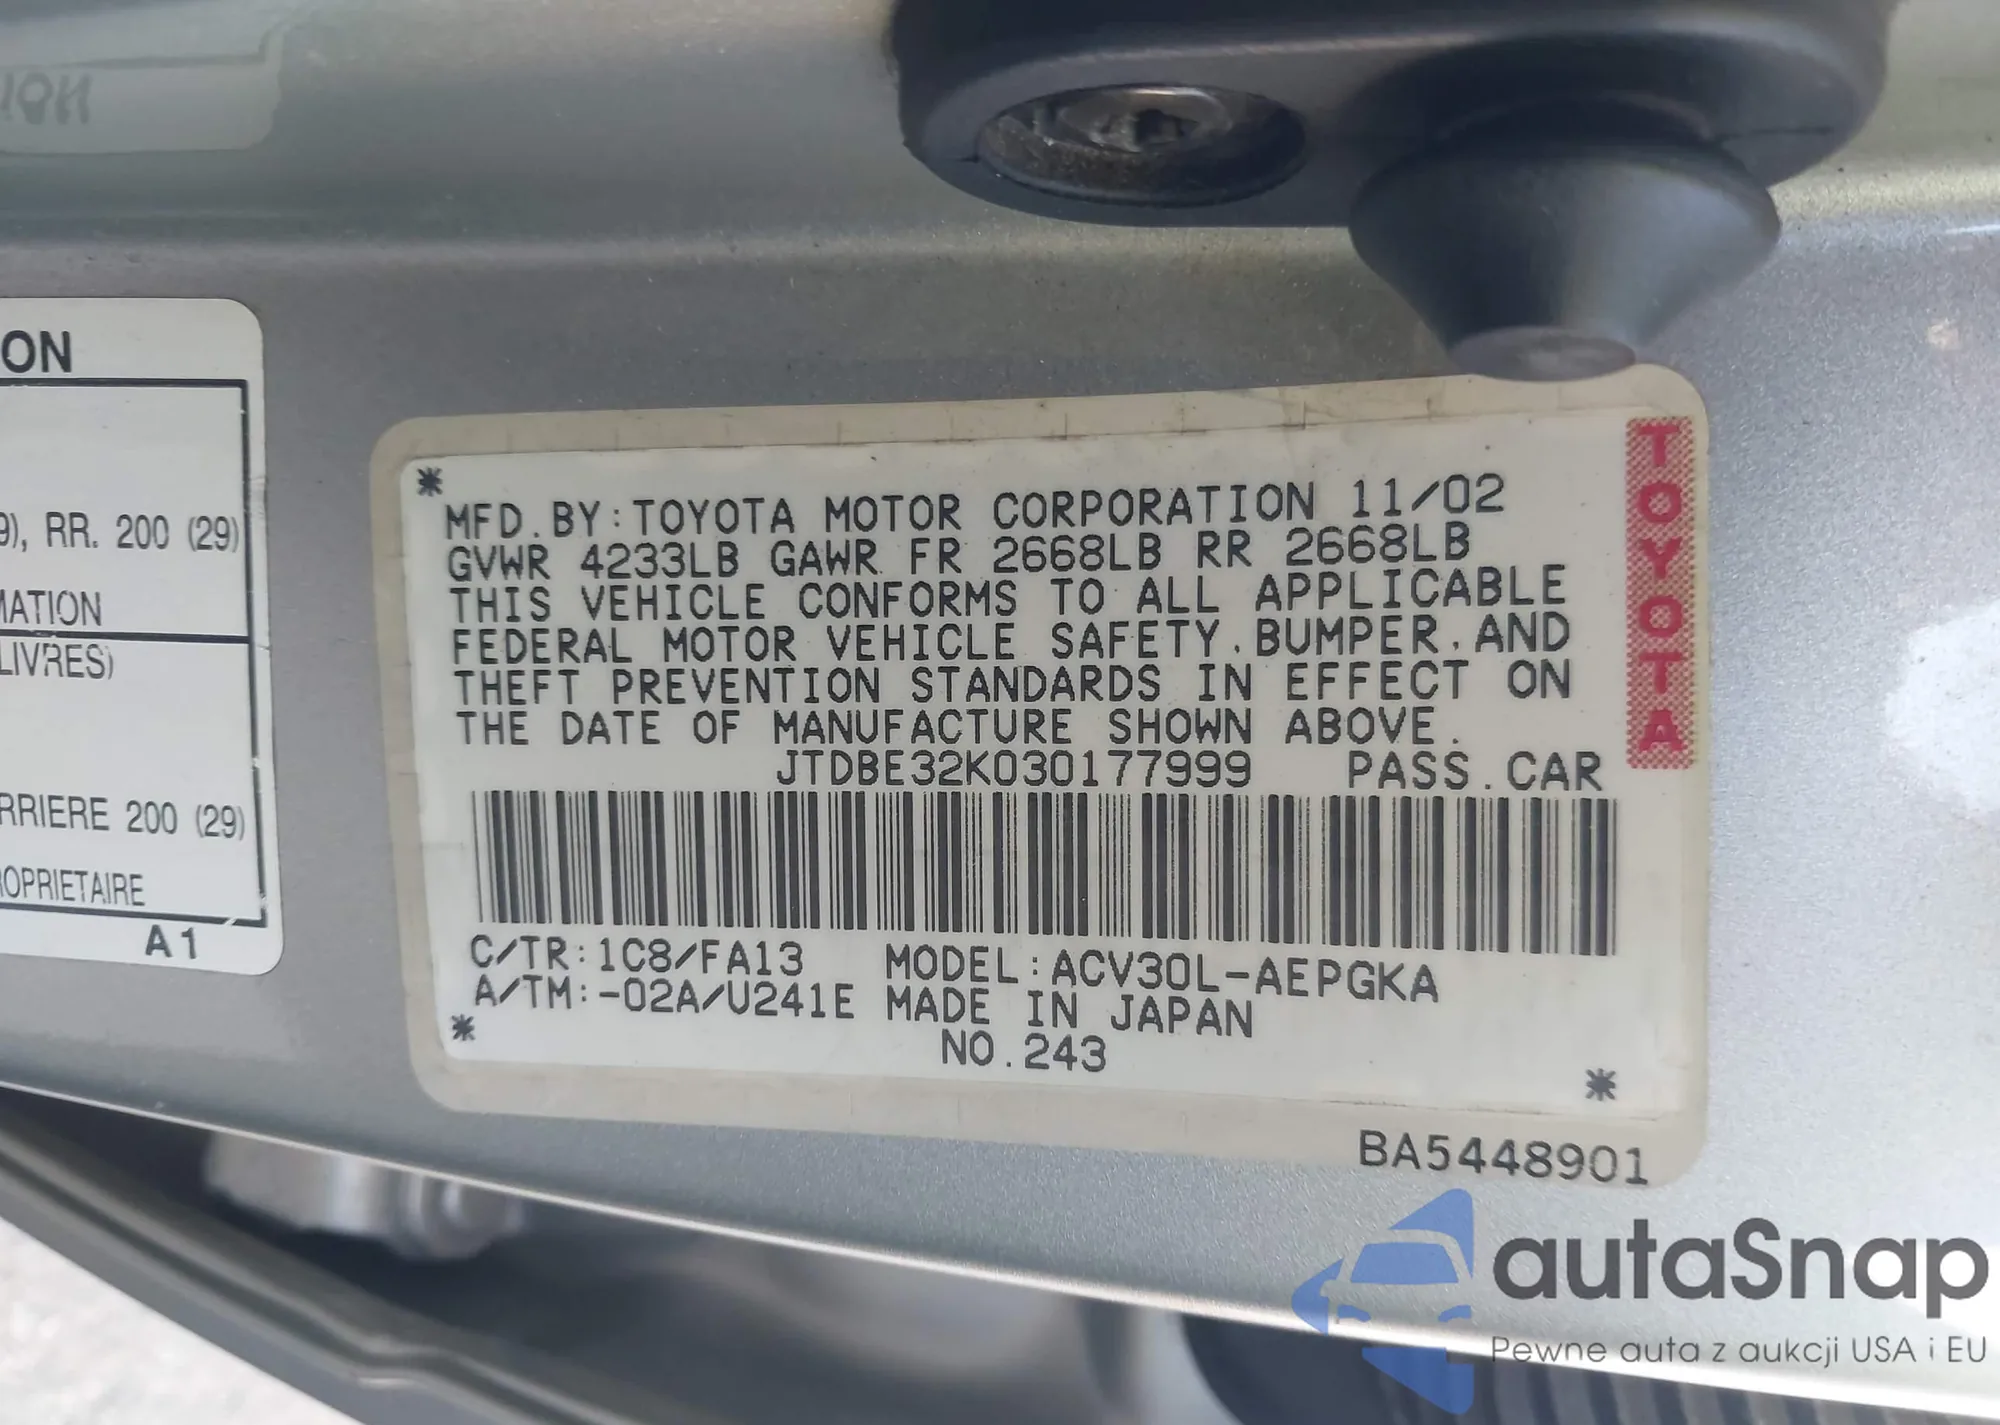 ON
RR. 200 (29)
MATION
LIVRES)
RRIERE 200 (29)
OPRIETAIRE
A1
* MFD. BY: TOYOTA MOTOR CORPORATION 11/02
GVWR 4233LB GAWR FR 2668LB RR 2668LB
THIS VEHICLE CONFORMS TO ALL APPLICABLE
FEDERAL MOTOR VEHICLE SAFETY. BUMPER. AND
THEFT PREVENTION STANDARDS IN EFFECT ON
THE DATE OF MANUFACTURE SHOWN ABOVE.
JTDBE32K030177999 PASS. CAR
C/TR: 1C8/FA13 MODEL: ACV30L-AEPGKA
A/TM: -02A/U241E MADE IN JAPAN
* NO. 243 *
BA5448901
TOYOTA
autaSnap
Pewne auta z aukcji USA i EU